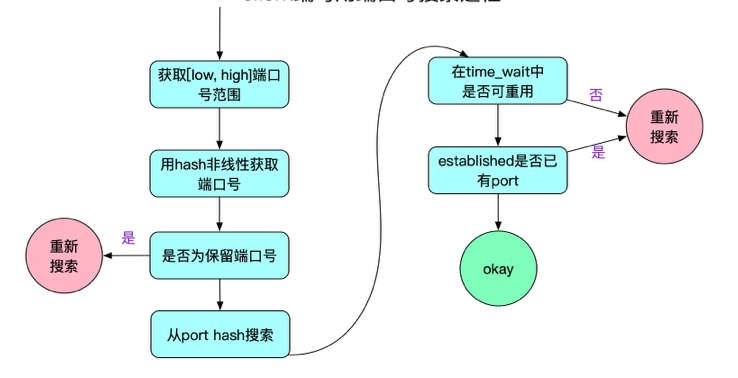 获取[low, high]端口
号范围
用hash非线性获取
端口号
是否为保留端口号
是
重新
搜索
从port hash搜索
在time_wait中
是否可重用
否
established是否已
有port
是
重新
搜索
okay